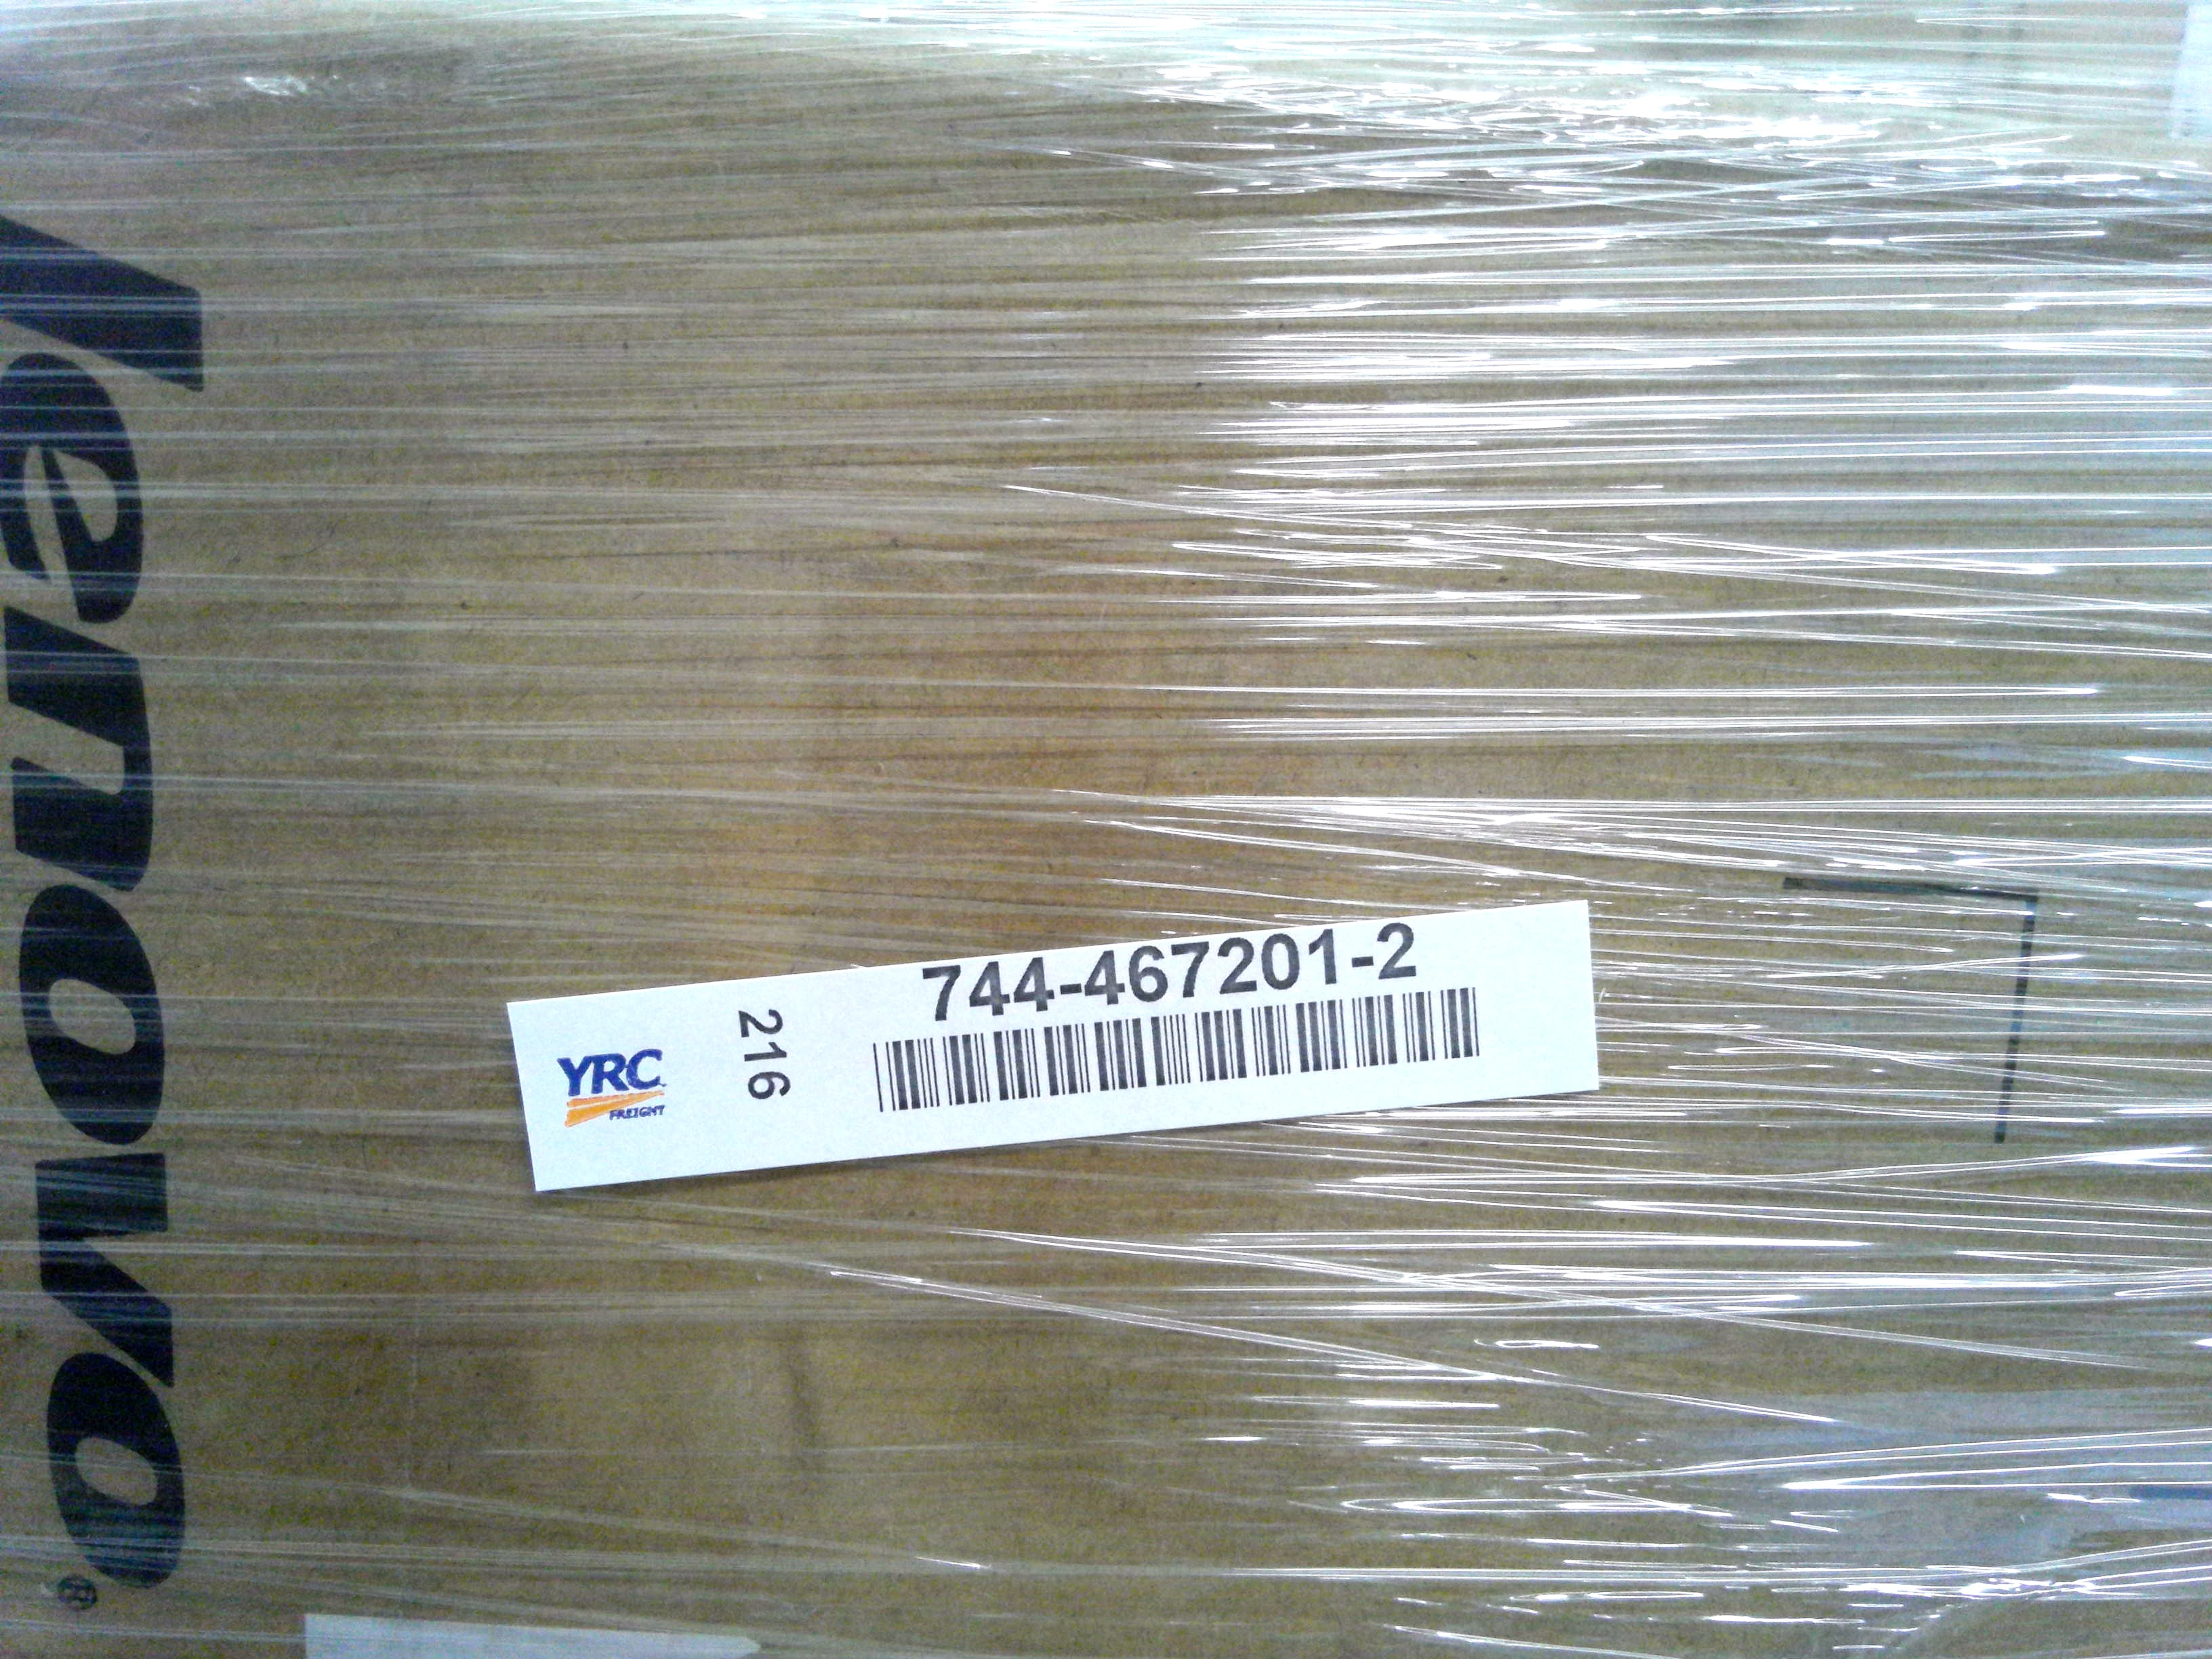 lenovo
®
744-467201-2
216
YRC
FREIGHT